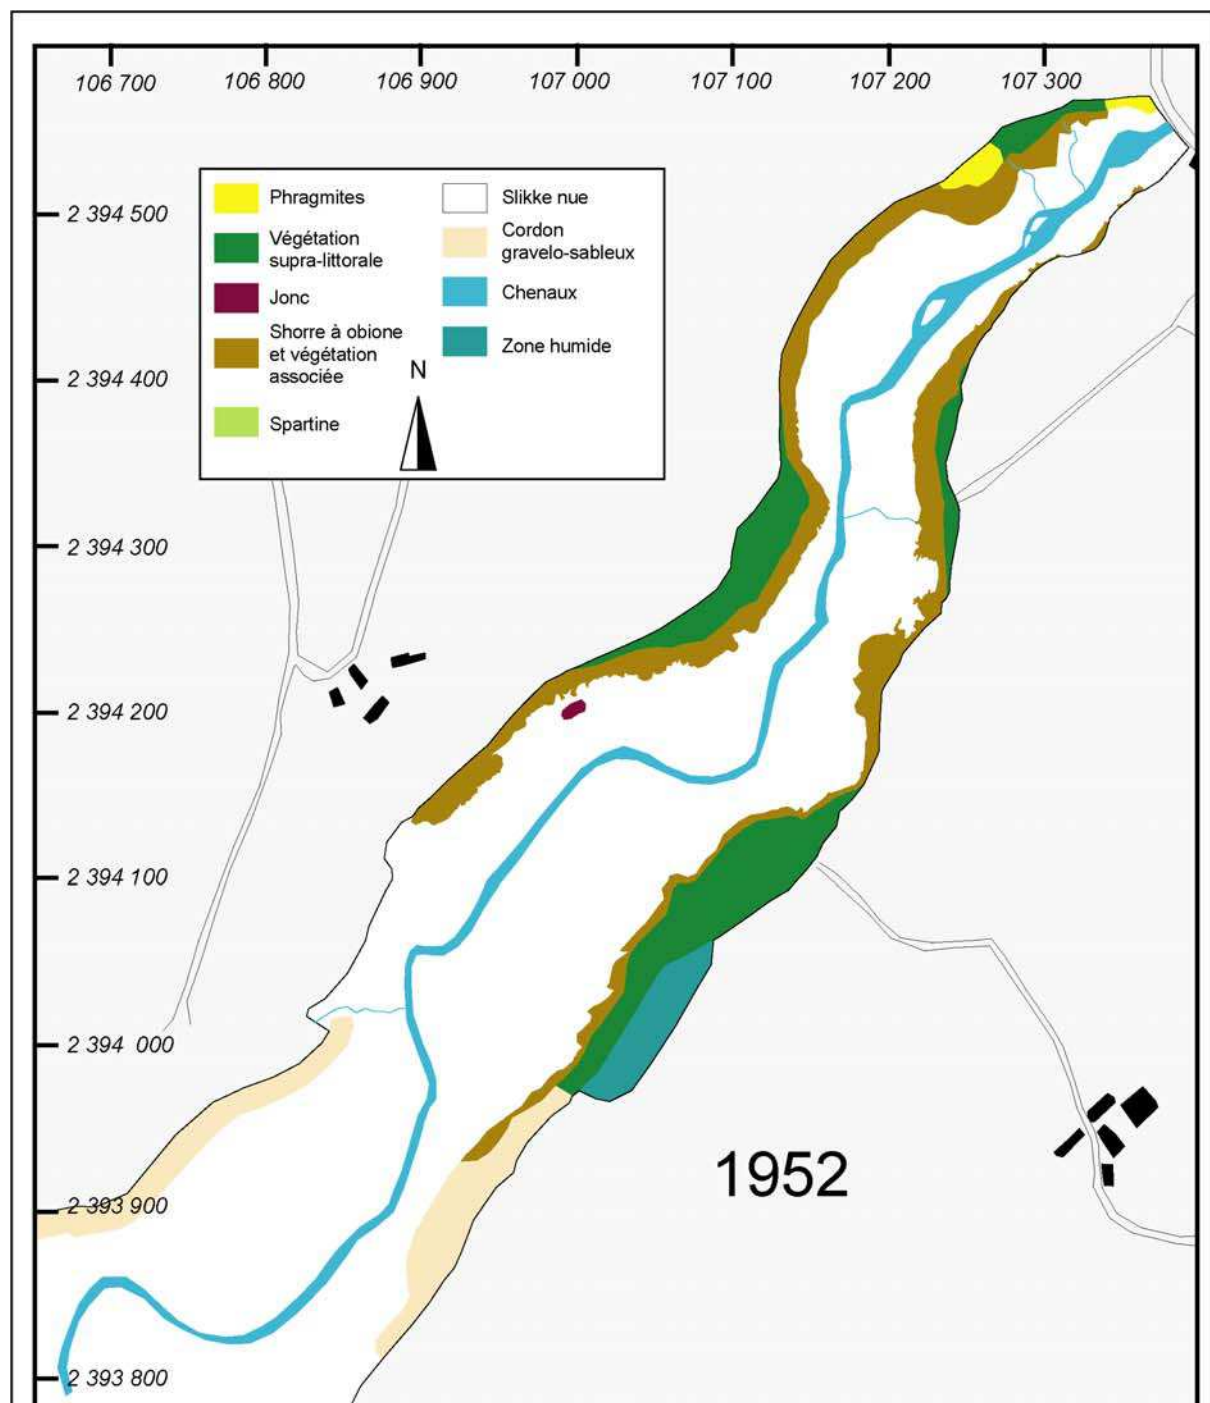 106 700 106 800 106 900 107 000 107 100 107 200 107 300
2 394 500
2 394 400
2 394 300
2 394 200
2 394 100
2 394 000
2 393 900
2 393 800
Phragmites
Végétation
supra-littorale
Jonc
Shorre à obione
et végétation
associée
Spartine
Slikke nue
Cordon
gravelo-sableux
Chenaux
Zone humide
N
1952